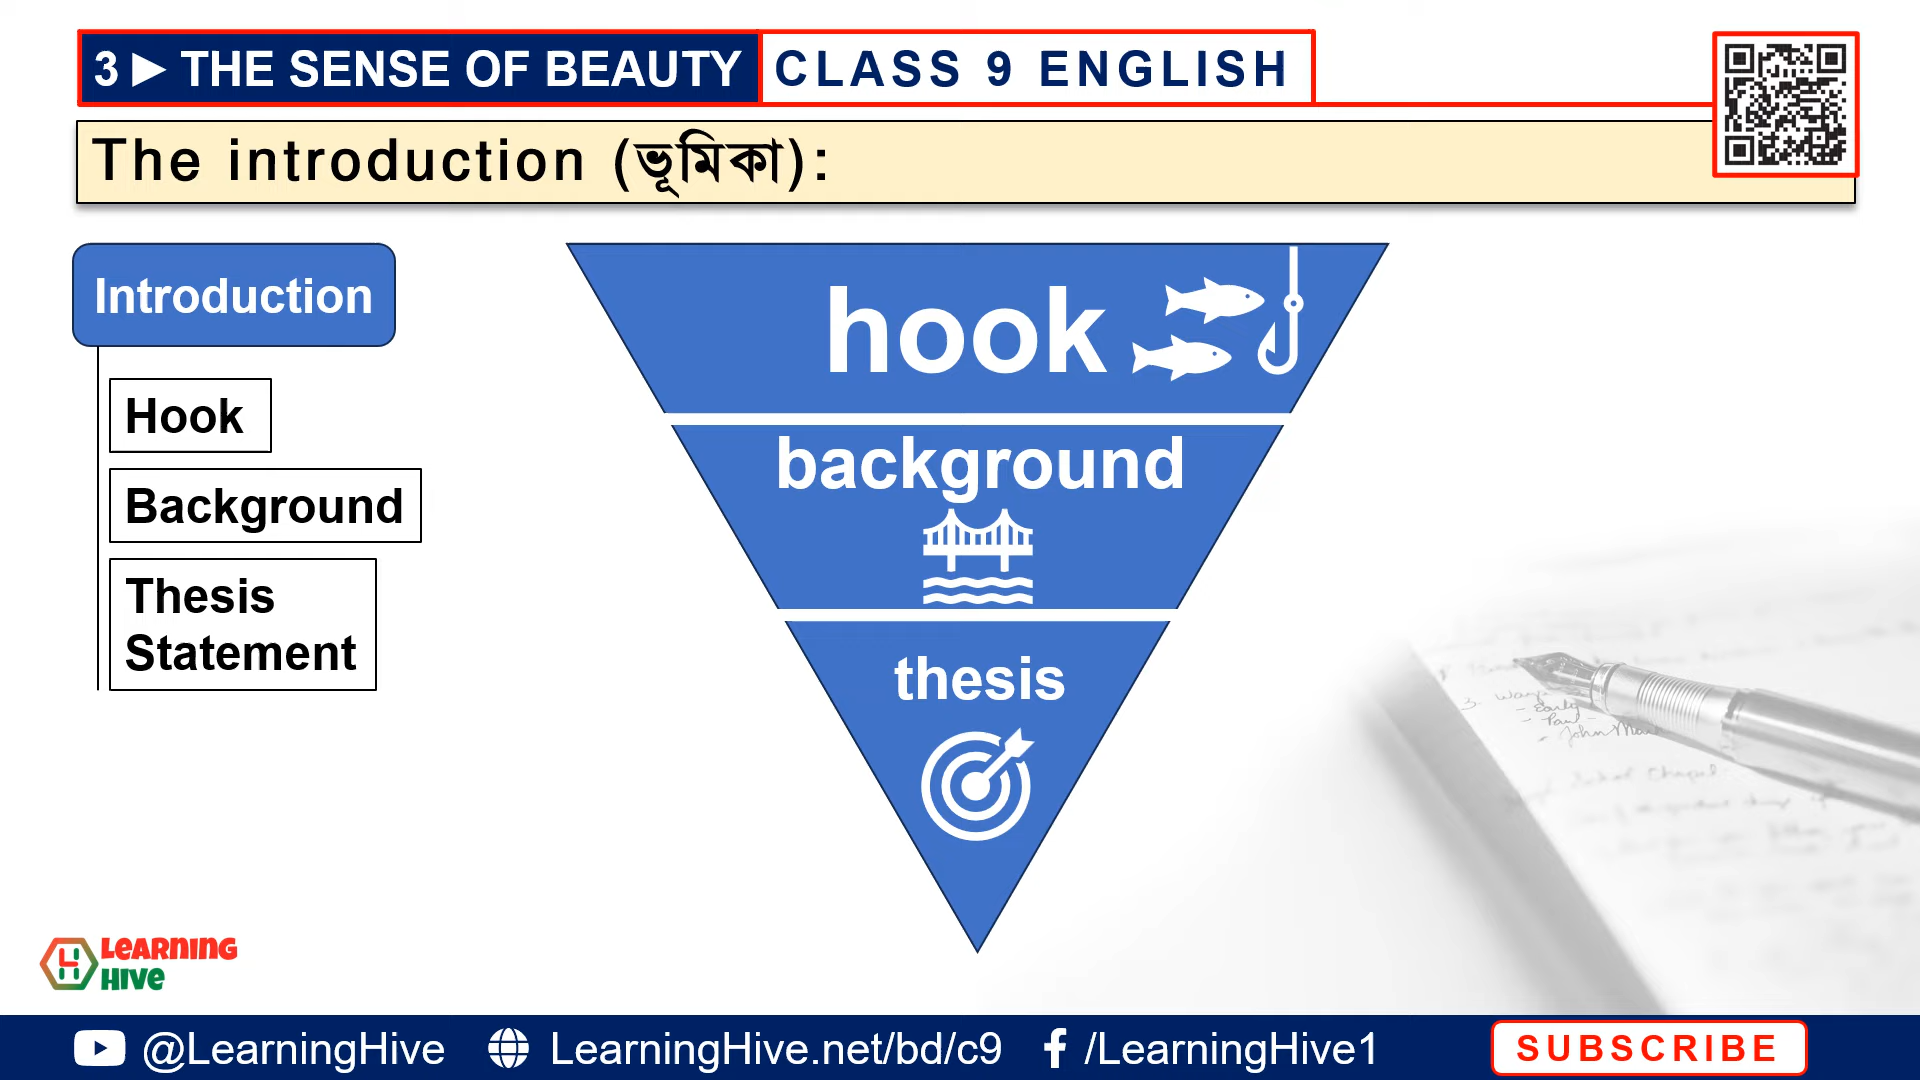 3 ► THE SENSE OF BEAUTY CLASS 9 ENGLISH
The introduction (ভূমিকা):
Introduction
Hook
Background
Thesis
Statement
hook
background
thesis
LEARNING
HIVE
@LearningHive LearningHive.net/bd/c9 /LearningHive1 SUBSCRIBE